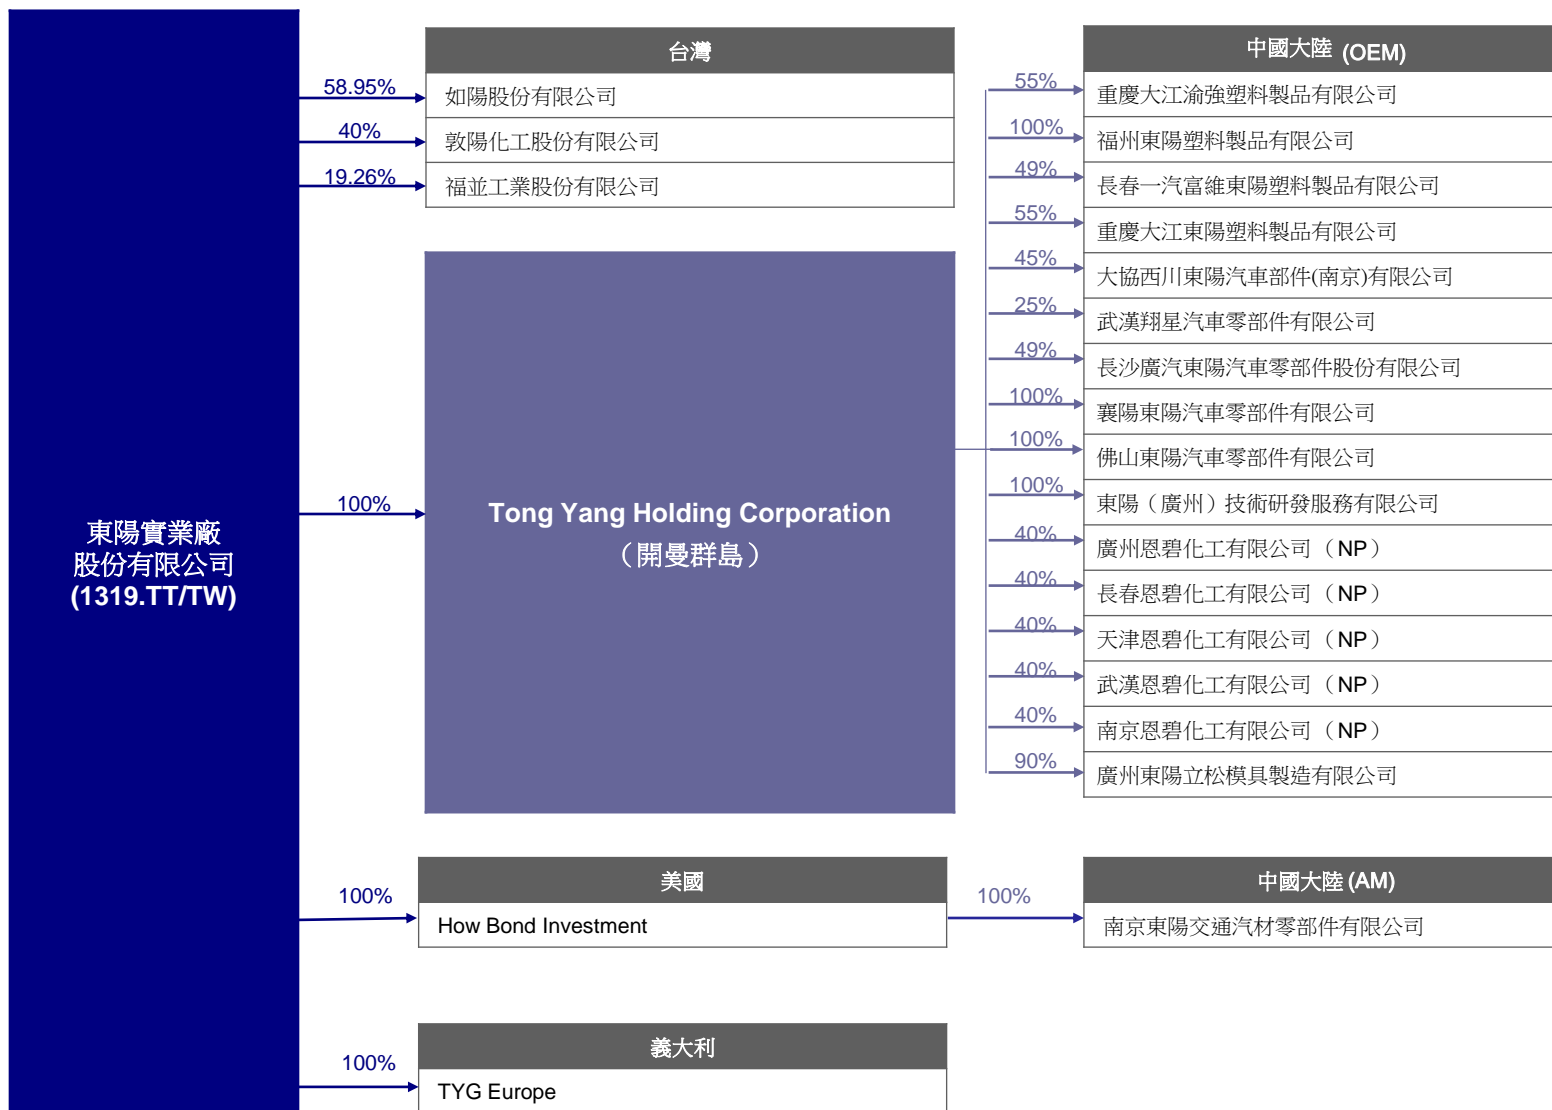 東陽實業廠
股份有限公司
(1319.TT/TW)
台灣
58.95%
如陽股份有限公司
40%
敦陽化工股份有限公司
19.26%
福並工業股份有限公司
100%
Tong Yang Holding Corporation
（開曼群島）
中國大陸 (OEM)
55%
重慶大江渝強塑料製品有限公司
100%
福州東陽塑料製品有限公司
49%
長春一汽富維東陽塑料製品有限公司
55%
重慶大江東陽塑料製品有限公司
45%
大協西川東陽汽車部件(南京)有限公司
25%
武漢翔星汽車零部件有限公司
49%
長沙廣汽東陽汽車零部件股份有限公司
100%
襄陽東陽汽車零部件有限公司
100%
佛山東陽汽車零部件有限公司
100%
東陽（廣州）技術研發服務有限公司
40%
廣州恩碧化工有限公司（NP）
40%
長春恩碧化工有限公司（NP）
40%
天津恩碧化工有限公司（NP）
40%
武漢恩碧化工有限公司（NP）
40%
南京恩碧化工有限公司（NP）
90%
廣州東陽立松模具製造有限公司
美國
100%
How Bond Investment
中國大陸 (AM)
100%
南京東陽交通汽材零部件有限公司
義大利
100%
TYG Europe